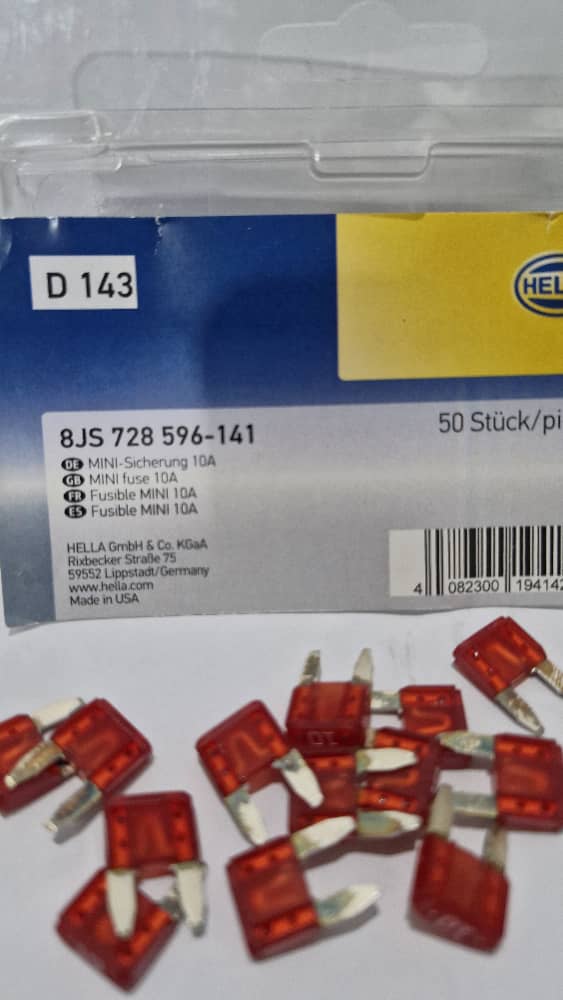 D 143
HELL
8JS 728 596-141
50 Stück/pi
DE MINI-Sicherung 10A
GB MINI fuse 10A
FR Fusible MINI 10A
ES Fusible MINI 10A
HELLA GmbH & Co. KGaA
Rixbecker Straße 75
59552 Lippstadt/Germany
www.hella.com
Made in USA
4 082300 194142
10